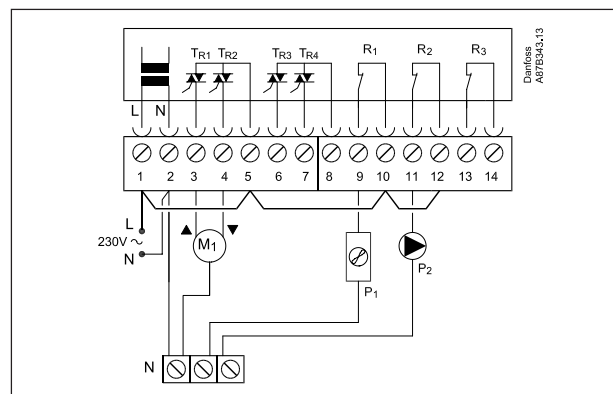 TR1 TR2 TR3 TR4 R1 R2 R3
Danfoss
A87B343.13
L N
1 2 3 4 5 6 7 8 9 10 11 12 13 14
L
230V ~
N
▲ M1 ▼
P1
P2
N